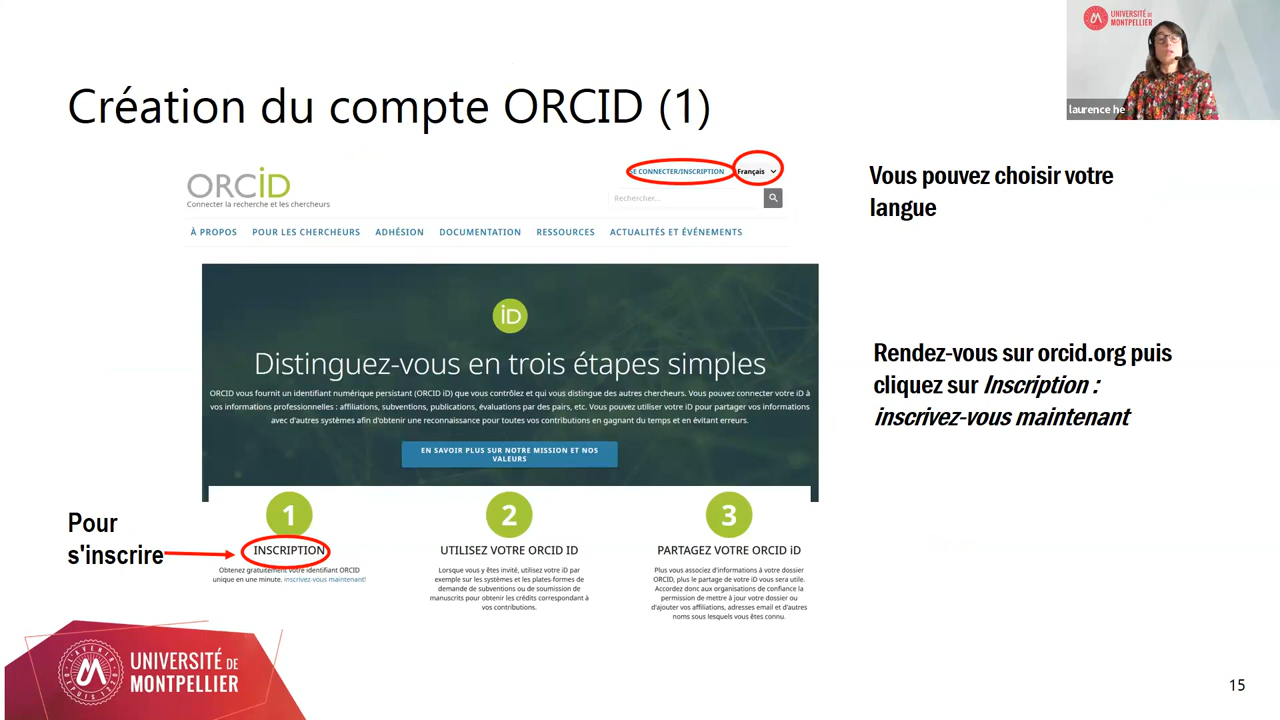 UNIVERSITÉ DE
MONTPELLIER
laurence he
Création du compte ORCID (1)
ORCiD
Connecter la recherche et les chercheurs
SE CONNECTER/INSCRIPTION
Français
Rechercher...
À PROPOS POUR LES CHERCHEURS ADHÉSION DOCUMENTATION RESSOURCES ACTUALITÉS ET ÉVÉNEMENTS
Vous pouvez choisir votre
langue
iD
Distinguez-vous en trois étapes simples
ORCID vous fournit un identifiant numérique persistant (ORCID iD) que vous contrôlez et qui vous distingue des autres chercheurs. Vous pouvez connecter votre iD à
vos informations professionnelles : affiliations, subventions, publications, évaluations par des pairs, etc. Vous pouvez utiliser votre iD pour partager vos informations
avec d'autres systèmes afin d'obtenir une reconnaissance pour toutes vos contributions en gagnant du temps et en évitant erreurs.
EN SAVOIR PLUS SUR NOTRE MISSION ET NOS
VALEURS
Rendez-vous sur orcid.org puis
cliquez sur Inscription :
inscrivez-vous maintenant
Pour
s'inscrire
1
INSCRIPTION
Obtenez gratuitement votre identifiant ORCID
unique en une minute. inscrivez-vous maintenant!
2
UTILISEZ VOTRE ORCID ID
Lorsque vous y êtes invité, utilisez votre iD par
exemple sur les systèmes et les plates-formes de
demande de subventions ou de soumission de
manuscrits pour obtenir les crédits correspondant à
vos contributions.
3
PARTAGEZ VOTRE ORCID iD
Plus vous associez d'informations à votre dossier
ORCID, plus le partage de votre iD vous sera utile.
Accordez donc aux organisations de confiance la
permission de mettre à jour votre dossier ou
d'ajouter vos affiliations, adresses email et d'autres
noms sous lesquels vous êtes connu.
UNIVERSITÉ DE
MONTPELLIER
15